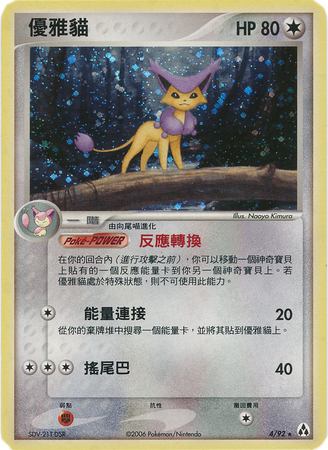 優雅貓 HP 80
Illus. Naoyo Kimura
一階
由向尾喵進化
Poké-POWER 反應轉換
在你的回合內（進行攻擊之前），你可以移動一個神奇寶貝
上貼有的一個反應能量卡到你另一個神奇寶貝上。若
優雅貓處於特殊狀態，則不可使用此能力。
能量連接 20
從你的棄牌堆中搜尋一個能量卡，並將其貼到優雅貓上。
搖尾巴 40
弱點 抗性 撤回費用
SDV-211 DSR ©2006 Pokémon/Nintendo 4/92 ★